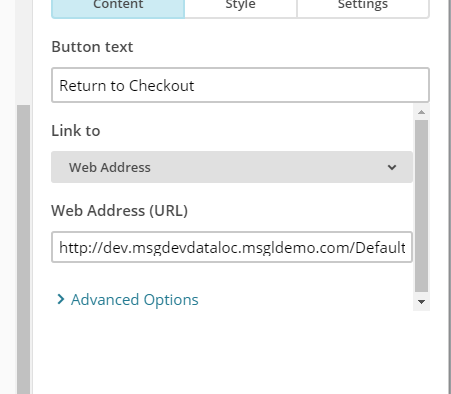 Content Style Settings
Button text
Return to Checkout
Link to
Web Address
Web Address (URL)
http://dev.msgdevdataloc.msgldemo.com/Default
Advanced Options